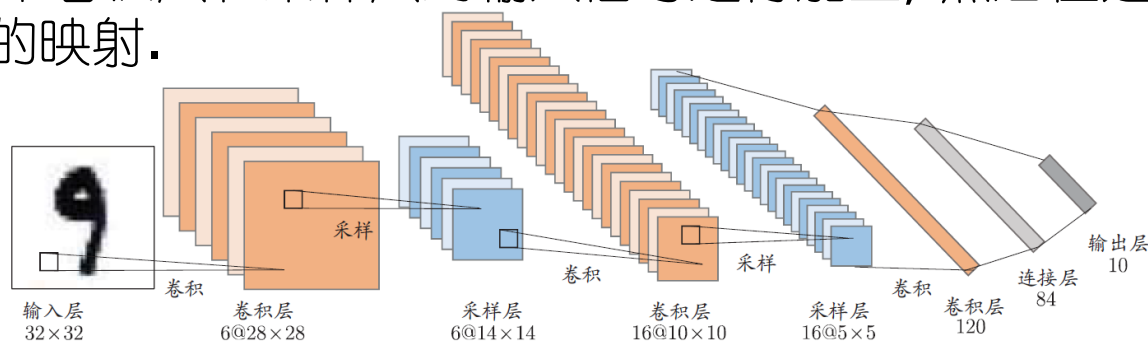 的映射.
9
采样
卷积
卷积
采样
卷积
输入层
32×32
卷积层
6@28×28
采样层
6@14×14
卷积层
16@10×10
采样层
16@5×5
卷积层
120
连接层
84
输出层
10